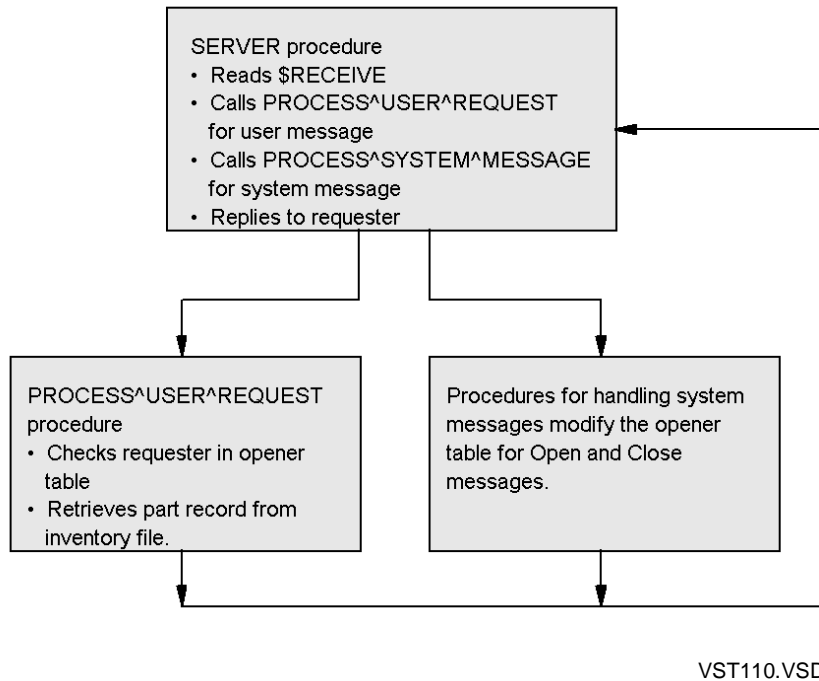 SERVER procedure
• Reads $RECEIVE
• Calls PROCESS^USER^REQUEST
for user message
• Calls PROCESS^SYSTEM^MESSAGE
for system message
• Replies to requester
PROCESS^USER^REQUEST
procedure
• Checks requester in opener
table
• Retrieves part record from
inventory file.
Procedures for handling system
messages modify the opener
table for Open and Close
messages.
VST110.VSD